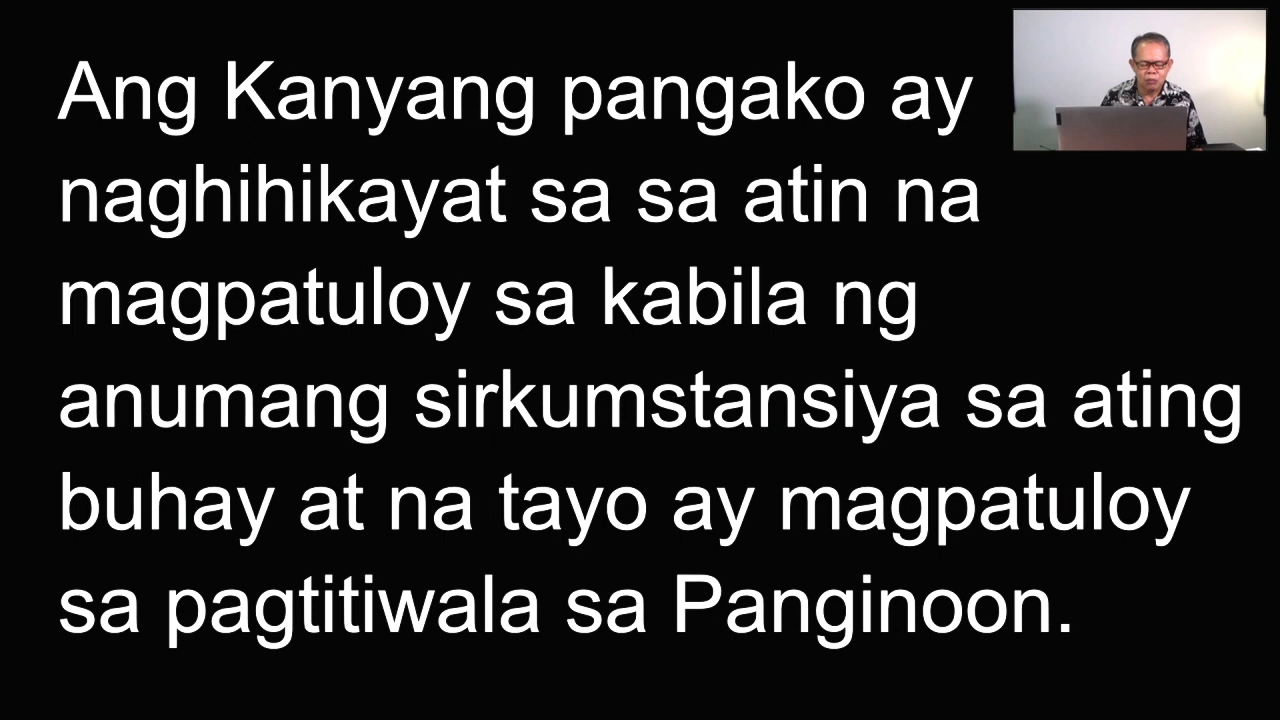 Ang Kanyang pangako ay
naghihikayat sa sa atin na
magpatuloy sa kabila ng
anumang sirkumstansiya sa ating
buhay at na tayo ay magpatuloy
sa pagtitiwala sa Panginoon.